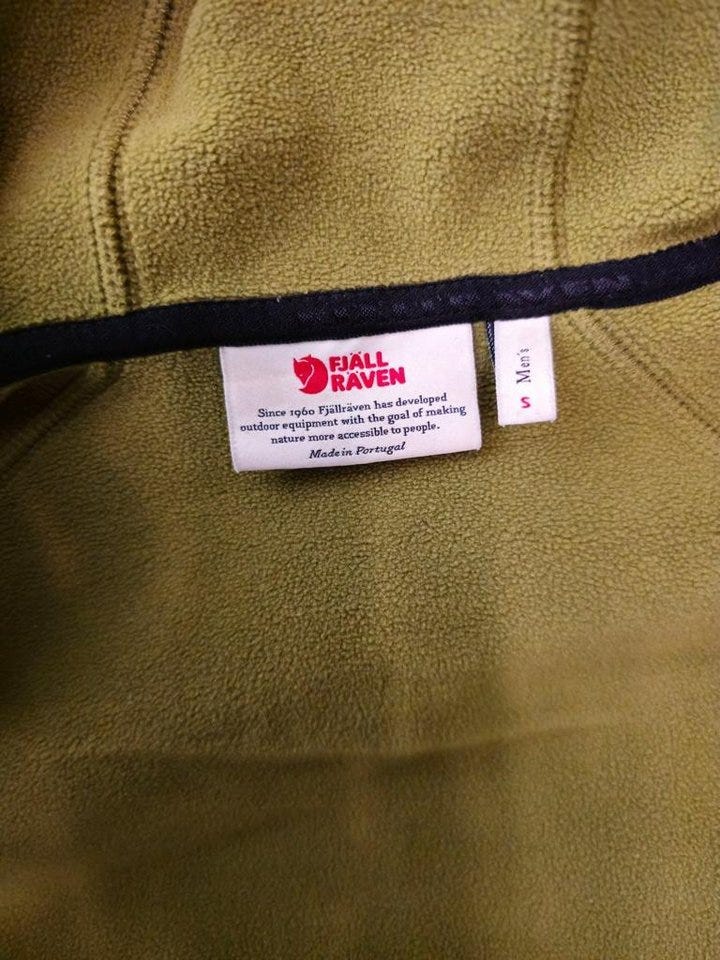 FJÄLL
RÄVEN
Since 1960 Fjällräven has developed
outdoor equipment with the goal of making
nature more accessible to people.
Made in Portugal
Men's
S